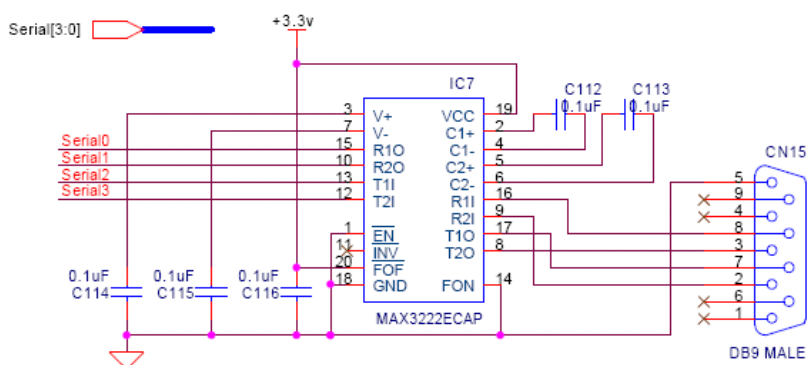 Serial[3:0]
+3.3v
IC7
C112
0.1uF
C113
0.1uF
3 V+ VCC 19
7 V- C1+ 2
Serial0 15 R1O C1- 4
Serial1 10 R2O C2+ 5
Serial2 13 T1I C2- 6
Serial3 12 T2I R1I 16
R2I 9
1 EN T1O 17
11 INV T2O 8
20 FOF
18 GND FON 14
MAX3222ECAP
0.1uF
C114
0.1uF
C115
0.1uF
C116
CN15
5
9
4
8
3
7
2
6
1
DB9 MALE